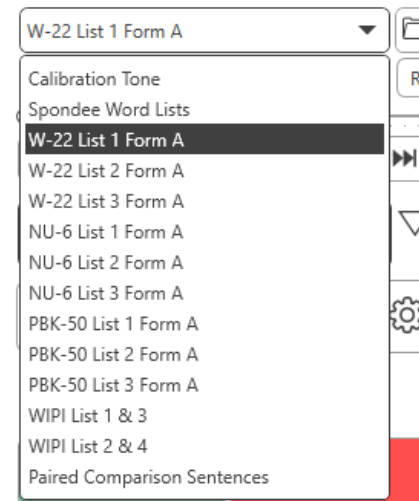 W-22 List 1 Form A
Calibration Tone
Spondee Word Lists
W-22 List 1 Form A
W-22 List 2 Form A
W-22 List 3 Form A
NU-6 List 1 Form A
NU-6 List 2 Form A
NU-6 List 3 Form A
PBK-50 List 1 Form A
PBK-50 List 2 Form A
PBK-50 List 3 Form A
WIPI List 1 & 3
WIPI List 2 & 4
Paired Comparison Sentences